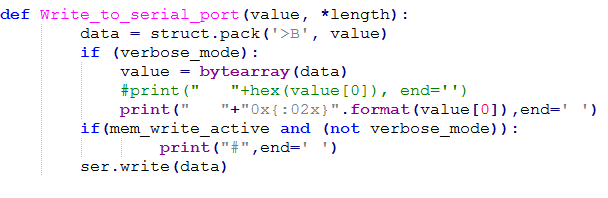 def Write_to_serial_port(value, *length):
        data = struct.pack('>B', value)
        if (verbose_mode):
            value = bytearray(data)
            #print("   "+hex(value[0]), end='')
            print("   "+"0x{:02x}".format(value[0]),end=' ')
        if(mem_write_active and (not verbose_mode)):
                print("#",end=' ')
        ser.write(data)